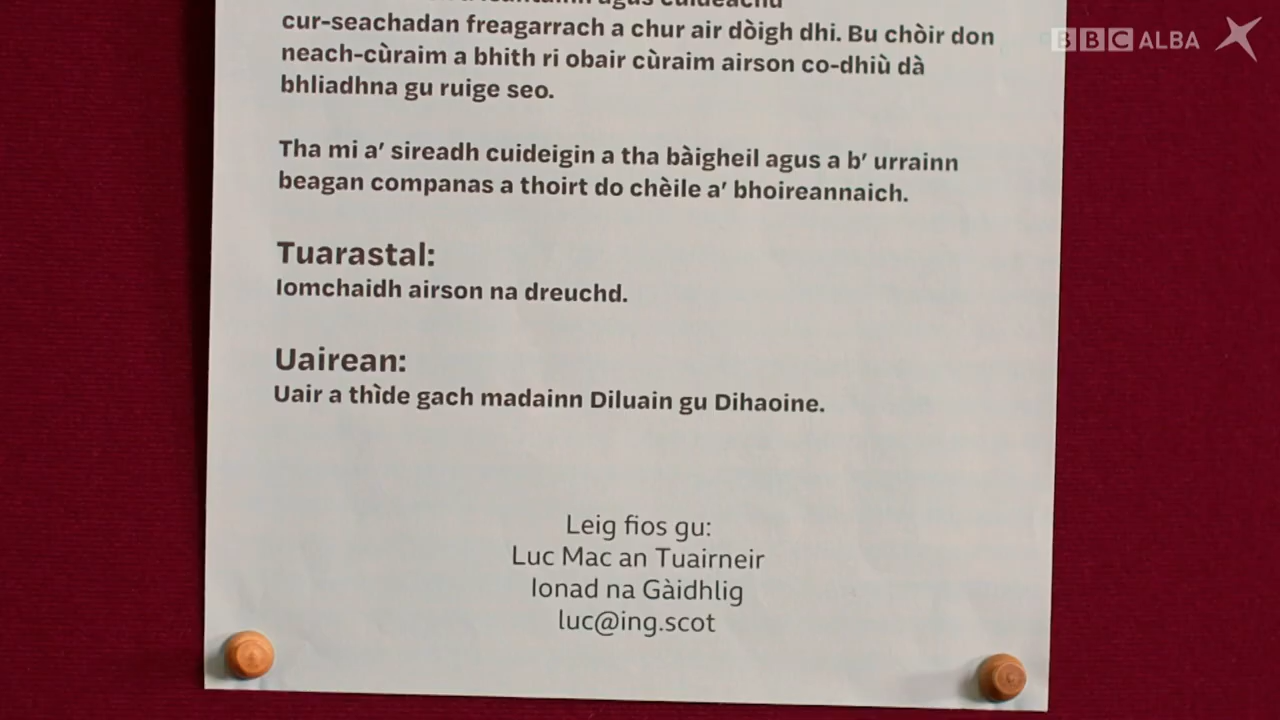 agus cuideachd
cur-seachadan freagarrach a chur air dòigh dhi. Bu chòir don
neach-cùraim a bhith ri obair cùraim airson co-dhiù dà
bhliadhna gu ruige seo.
Tha mi a’ sireadh cuideigin a tha bàigheil agus a b’ urrainn
beagan companas a thoirt do chèile a’ bhoireannaich.
Tuarastal:
Iomchaidh airson na dreuchd.
Uairean:
Uair a thìde gach madainn Diluain gu Dihaoine.
Leig fios gu:
Luc Mac an Tuairneir
Ionad na Gàidhlig
luc@ing.scot
BBC ALBA